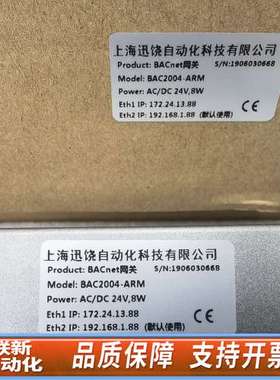 上海迅饶自动化科技有限公司
Product: BACnet网关 S/N:1906030668
Model: BAC2004-ARM
Power: AC/DC 24V,8W
Eth1 IP: 172.24.13.88
Eth2 IP: 192.168.1.88 (默认使用)
上海迅饶自动化科技有限公司
Product: BACnet网关 S/N:1906030668
Model: BAC2004-ARM
Power: AC/DC 24V,8W
Eth1 IP: 172.24.13.88
Eth2 IP: 192.168.1.88 (默认使用)
联新
自动化
品质保障 支持开票